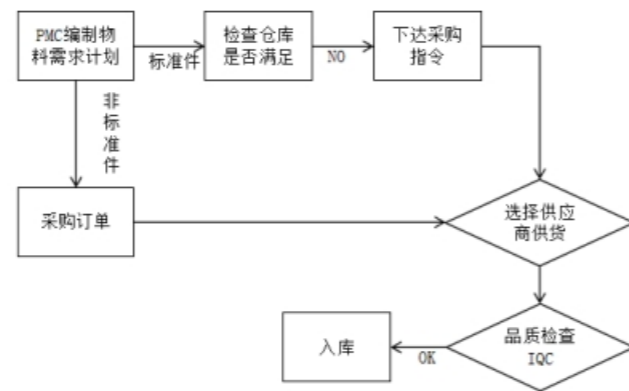 PMC编制物
料需求计划
标准件
检查仓库
是否满足
NO
下达采购
指令
非
标
准
件
采购订单
选择供应
商供货
品质检查
IQC
OK
入库